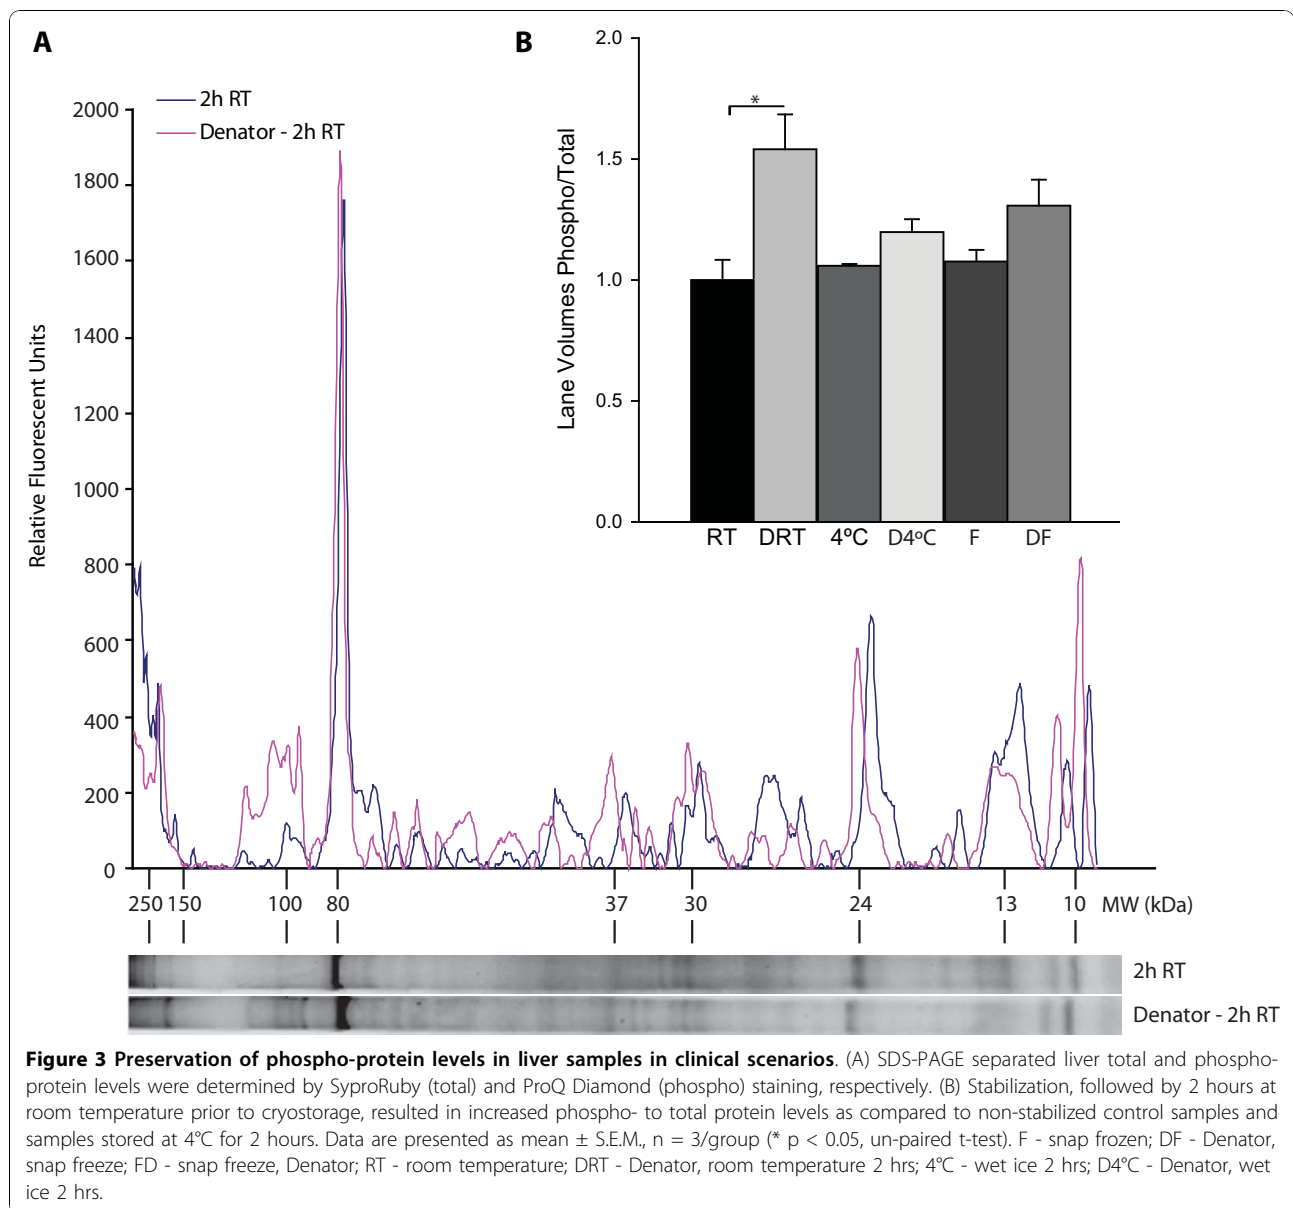 A
B
2h RT
Denator - 2h RT
Relative Fluorescent Units
2000
1800
1600
1400
1200
1000
800
600
400
200
0
250 150 100 80 37 30 24 13 10 MW (kDa)
Lane Volumes Phospho/Total
2.0
1.5
1.0
0.5
0.0
*
RT DRT 4ºC D4ºC F DF
2h RT
Denator - 2h RT
Figure 3 Preservation of phospho-protein levels in liver samples in clinical scenarios. (A) SDS-PAGE separated liver total and phospho-
protein levels were determined by SyproRuby (total) and ProQ Diamond (phospho) staining, respectively. (B) Stabilization, followed by 2 hours at
room temperature prior to cryostorage, resulted in increased phospho- to total protein levels as compared to non-stabilized control samples and
samples stored at 4°C for 2 hours. Data are presented as mean ± S.E.M., n = 3/group (* p < 0.05, un-paired t-test). F - snap frozen; DF - Denator,
snap freeze; FD - snap freeze, Denator; RT - room temperature; DRT - Denator, room temperature 2 hrs; 4°C - wet ice 2 hrs; D4°C - Denator, wet
ice 2 hrs.